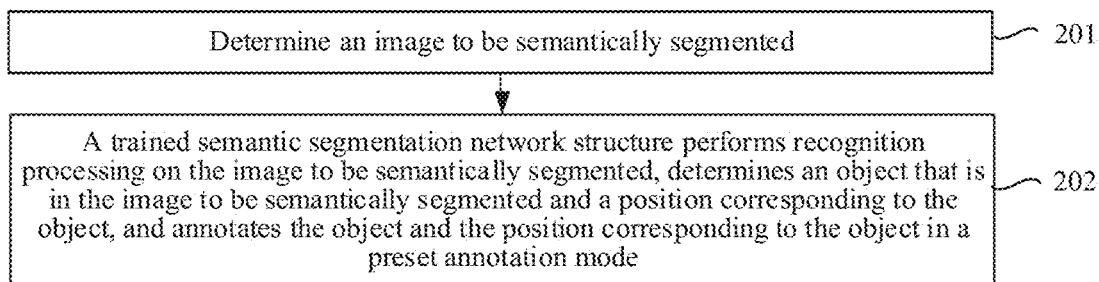 Determine an image to be semantically segmented
201
A trained semantic segmentation network structure performs recognition
processing on the image to be semantically segmented, determines an object that is
in the image to be semantically segmented and a position corresponding to the
object, and annotates the object and the position corresponding to the object in a
preset annotation mode
202